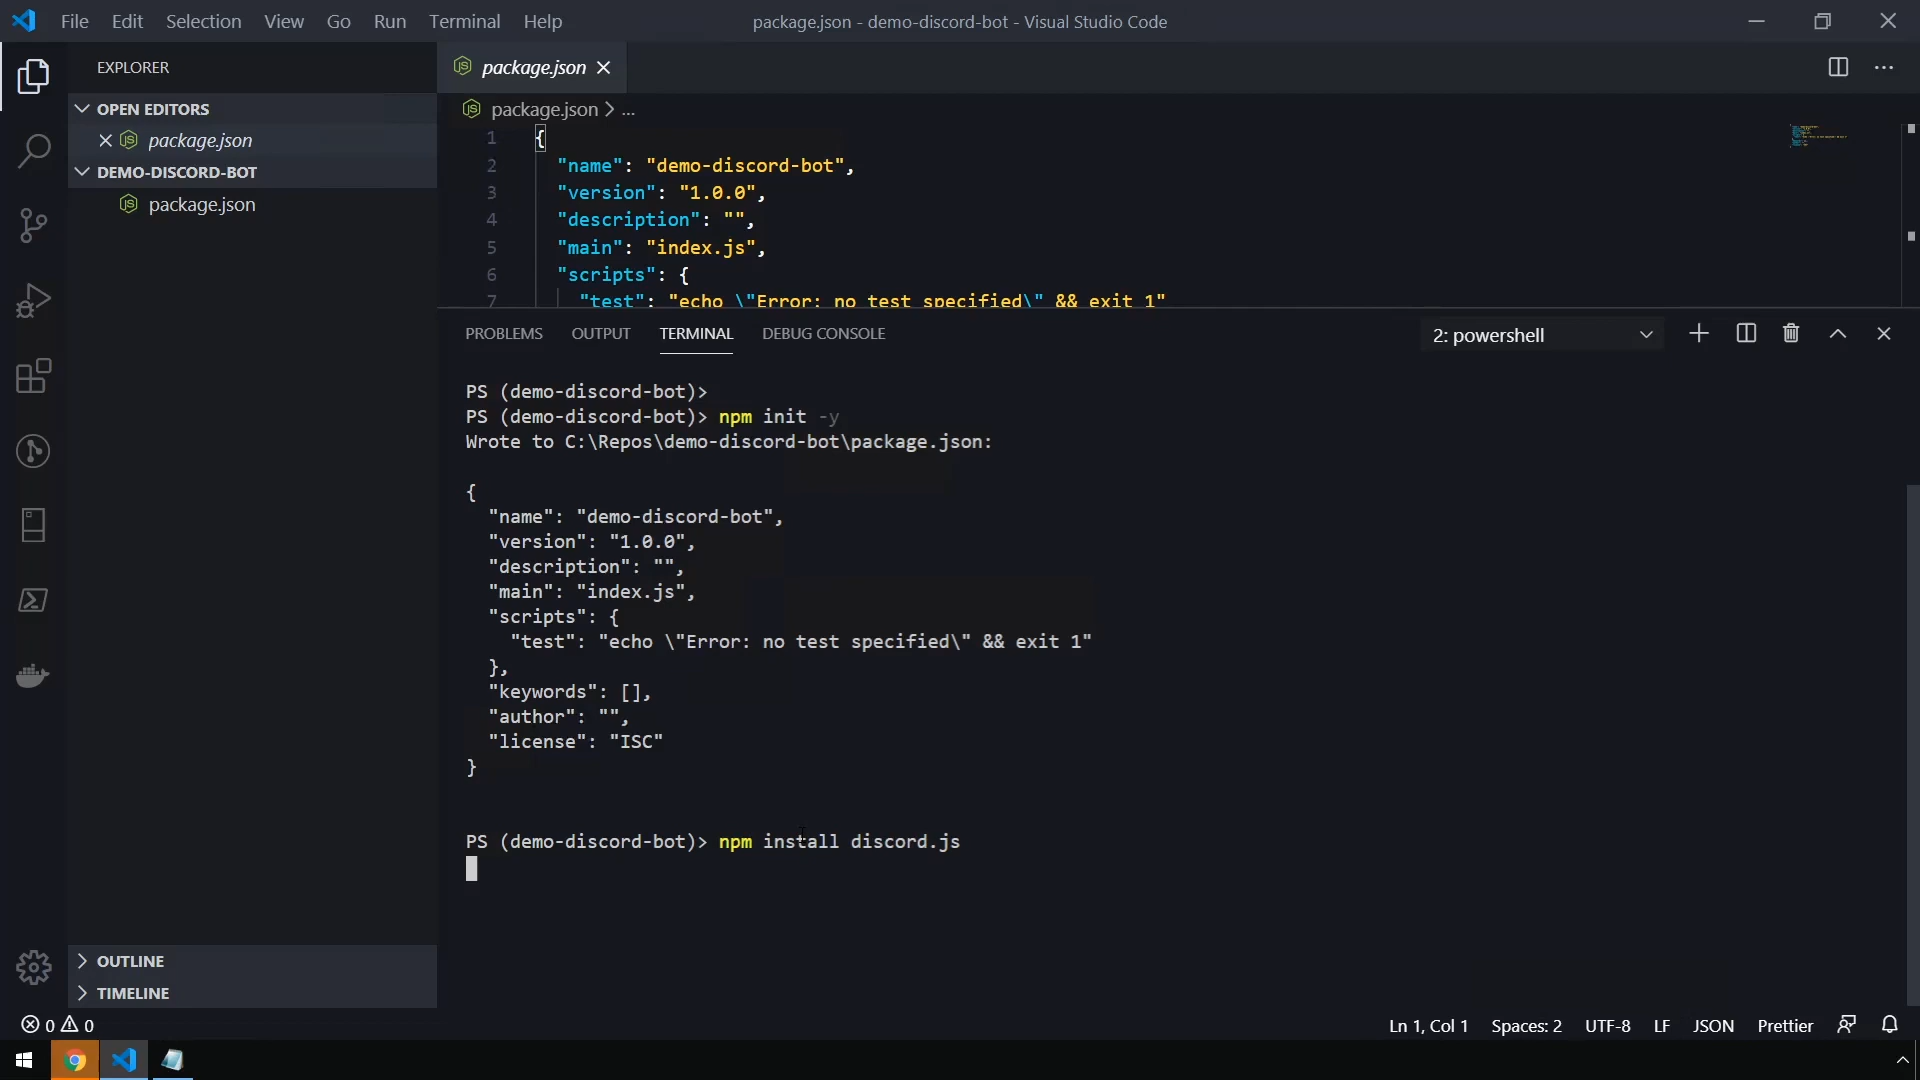 File Edit Selection View Go Run Terminal Help
package.json - demo-discord-bot - Visual Studio Code
EXPLORER
OPEN EDITORS
package.json
DEMO-DISCORD-BOT
package.json
OUTLINE
TIMELINE
package.json
package.json > ...
1 {
2 "name": "demo-discord-bot",
3 "version": "1.0.0",
4 "description": "",
5 "main": "index.js",
6 "scripts": {
7 "test": "echo \"Error: no test specified\" && exit 1"
PROBLEMS OUTPUT TERMINAL DEBUG CONSOLE
2: powershell
PS (demo-discord-bot)>
PS (demo-discord-bot)> npm init -y
Wrote to C:\Repos\demo-discord-bot\package.json:
{
"name": "demo-discord-bot",
"version": "1.0.0",
"description": "",
"main": "index.js",
"scripts": {
"test": "echo \"Error: no test specified\" && exit 1"
},
"keywords": [],
"author": "",
"license": "ISC"
}
PS (demo-discord-bot)> npm install discord.js
0 0
Ln 1, Col 1 Spaces: 2 UTF-8 LF JSON Prettier